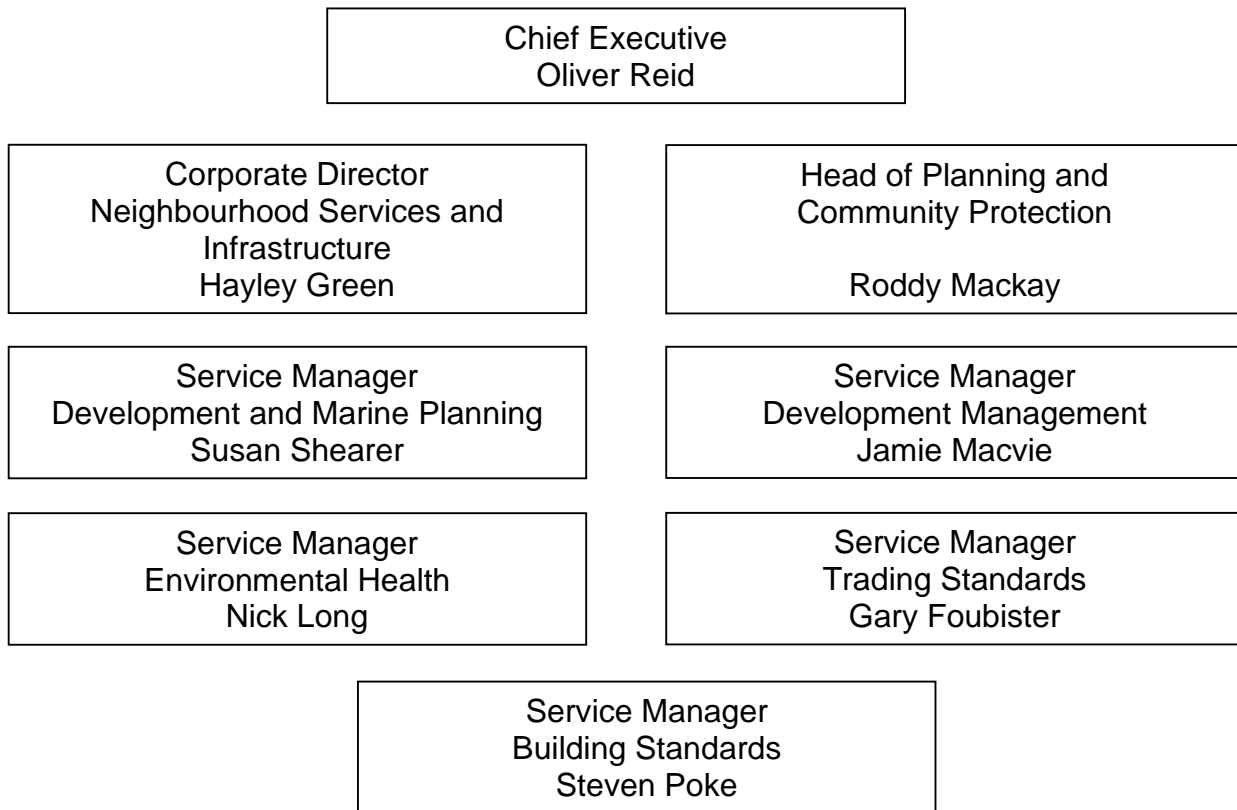 Chief Executive
Oliver Reid
Corporate Director
Neighbourhood Services and
Infrastructure
Hayley Green
Head of Planning and
Community Protection
Roddy Mackay
Service Manager
Development and Marine Planning
Susan Shearer
Service Manager
Development Management
Jamie Macvie
Service Manager
Environmental Health
Nick Long
Service Manager
Trading Standards
Gary Foubister
Service Manager
Building Standards
Steven Poke